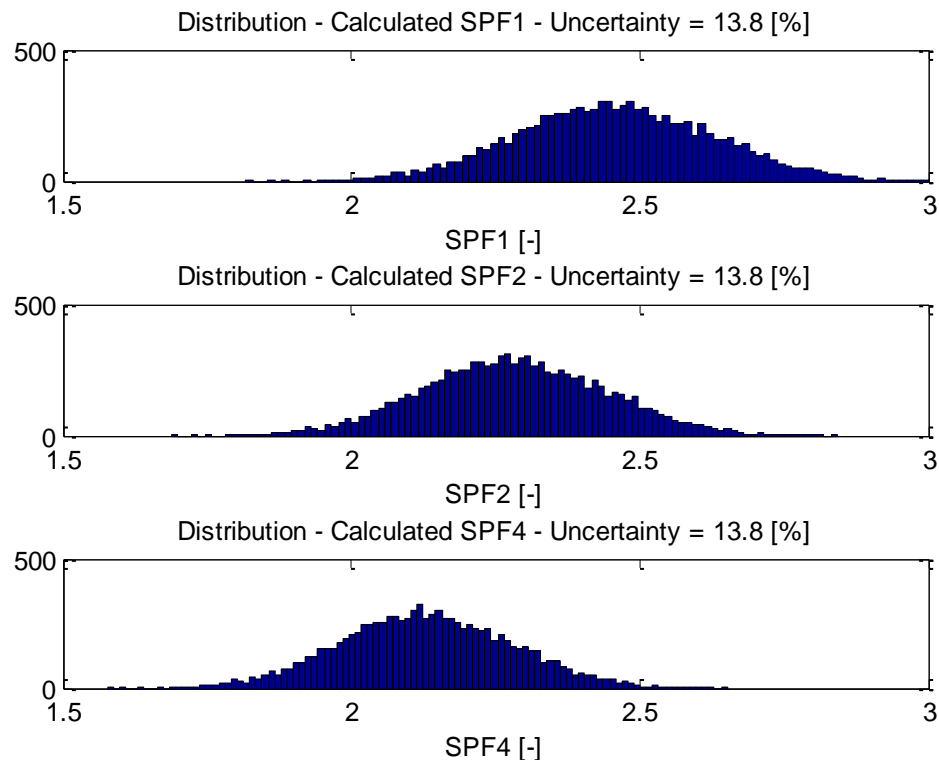 Distribution - Calculated SPF1 - Uncertainty = 13.8 [%]
500
0
1.5 2 2.5 3
SPF1 [-]
Distribution - Calculated SPF2 - Uncertainty = 13.8 [%]
500
0
1.5 2 2.5 3
SPF2 [-]
Distribution - Calculated SPF4 - Uncertainty = 13.8 [%]
500
0
1.5 2 2.5 3
SPF4 [-]